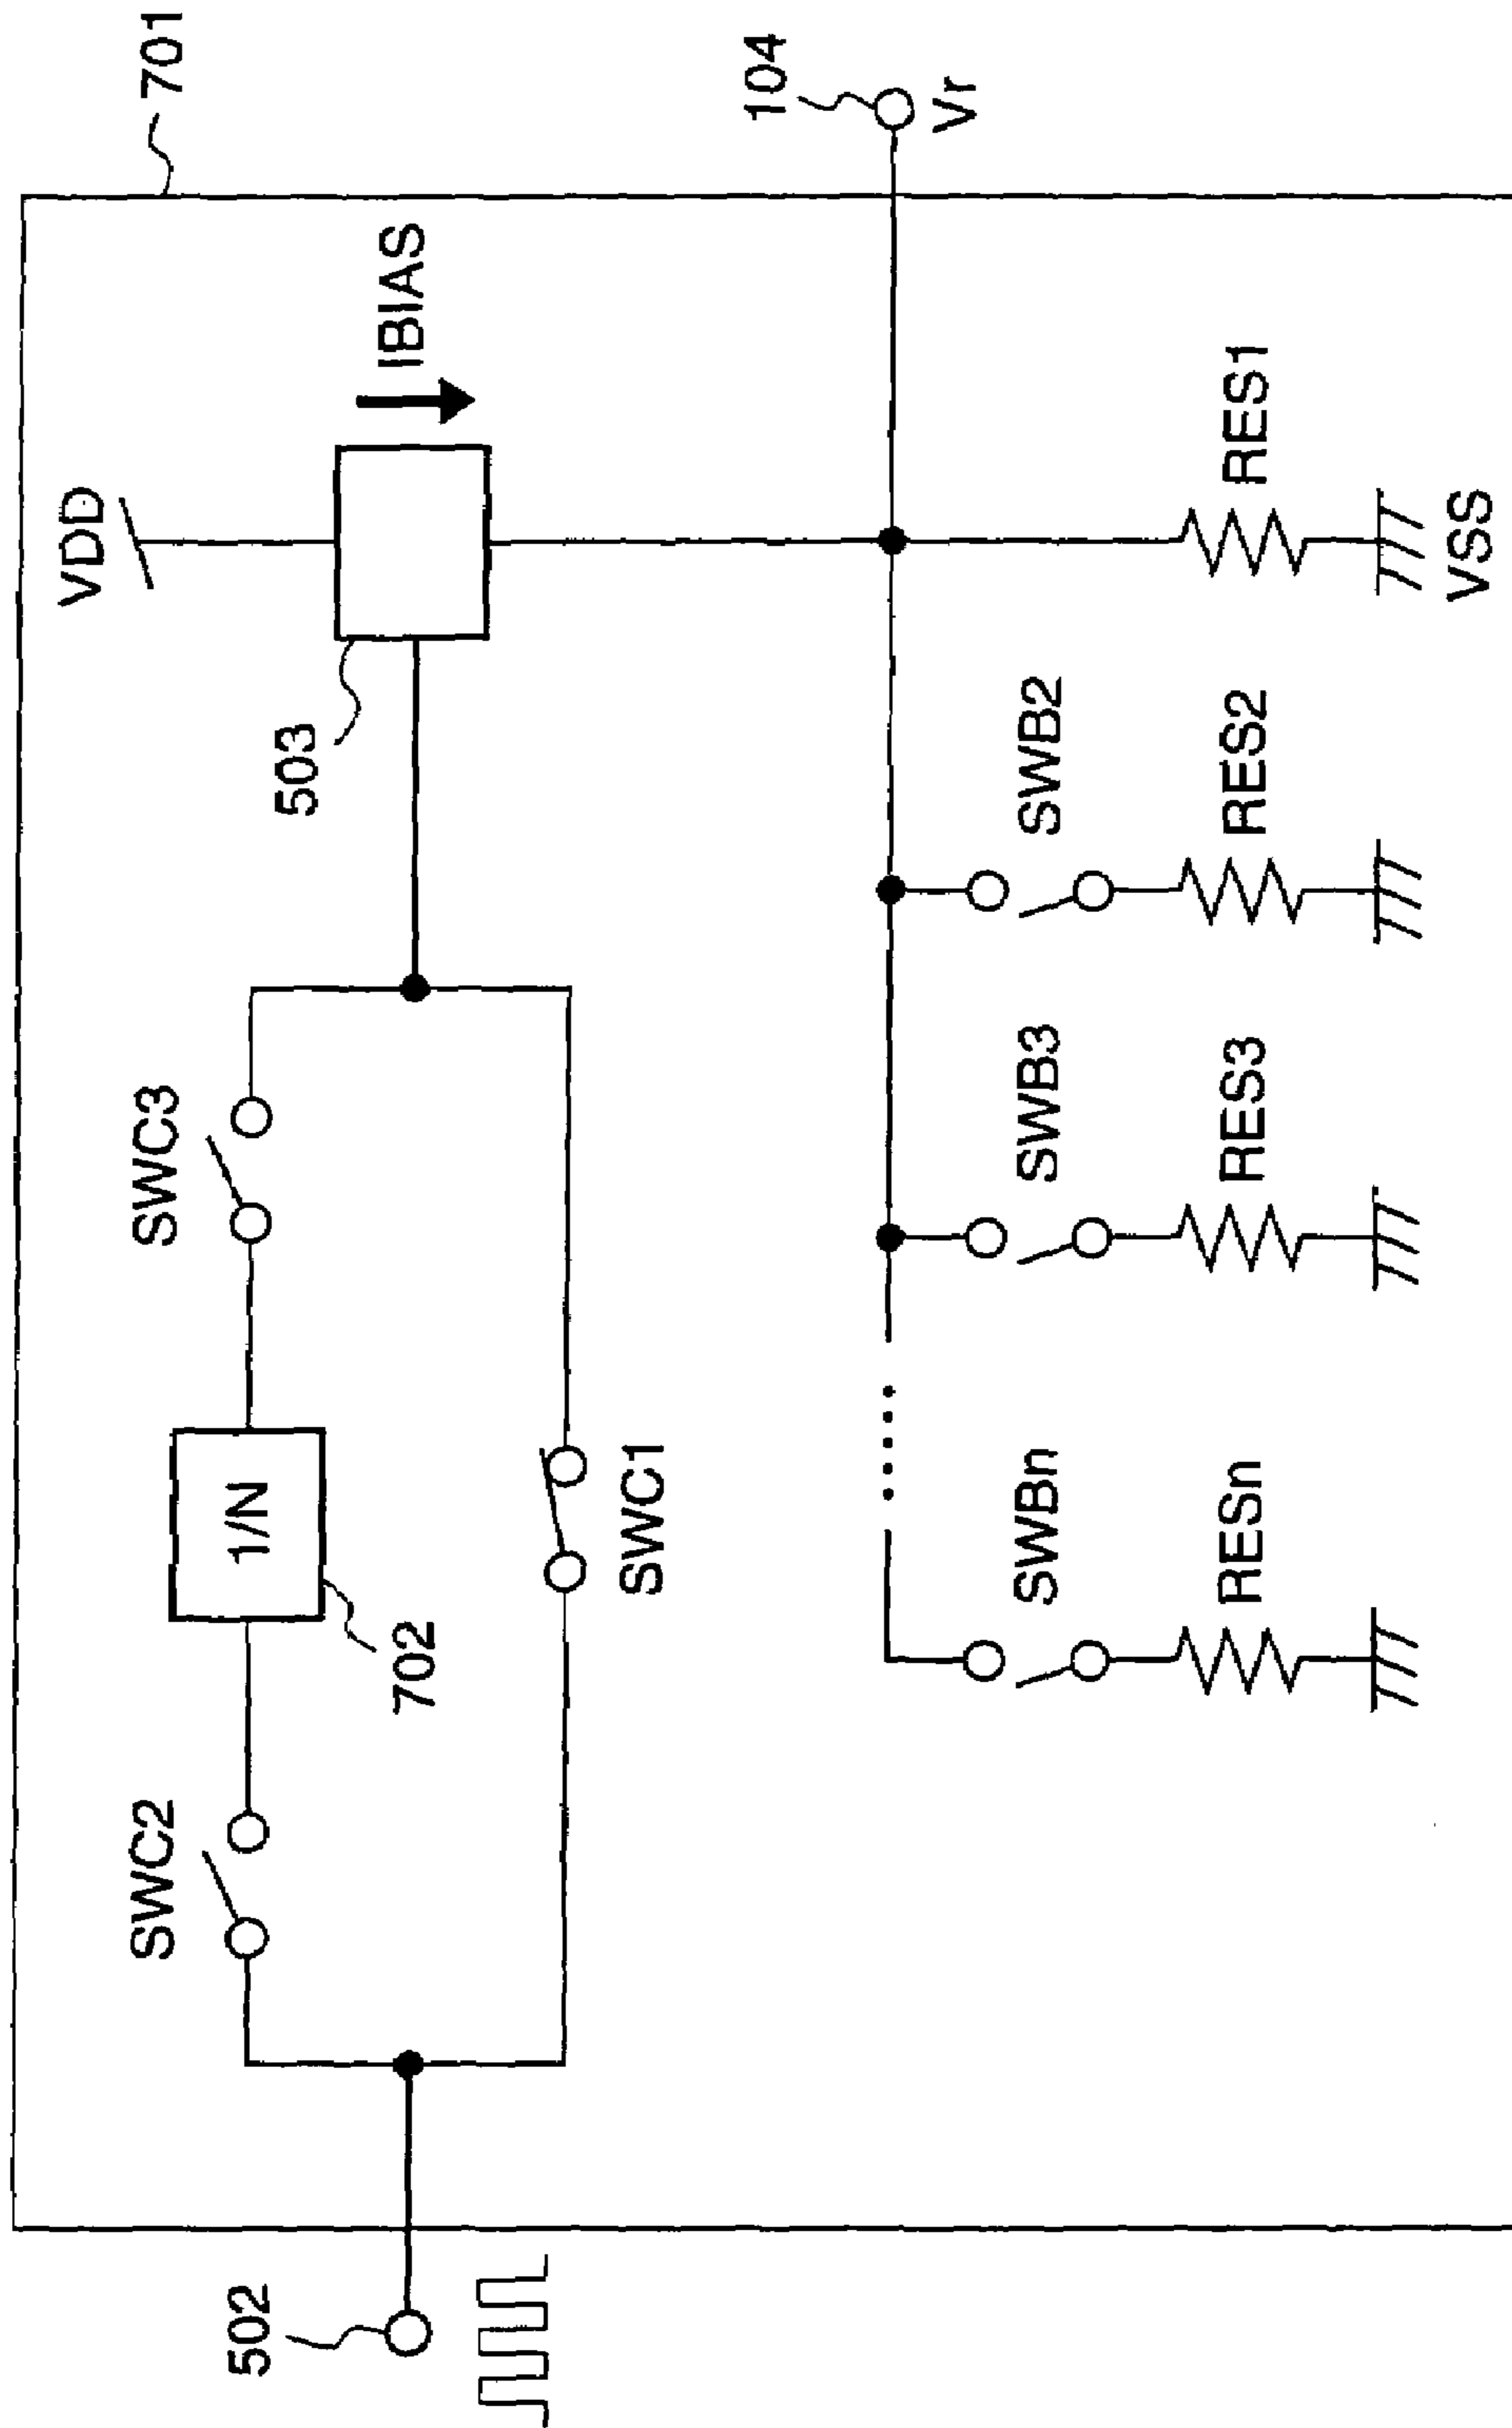 701
VDD
IBIAS
SWC2
SWC3
1/N
702
503
502
SWC1
104
Vr
SWBn
SWB3
SWB2
RESn
RES3
RES2
RES1
VSS